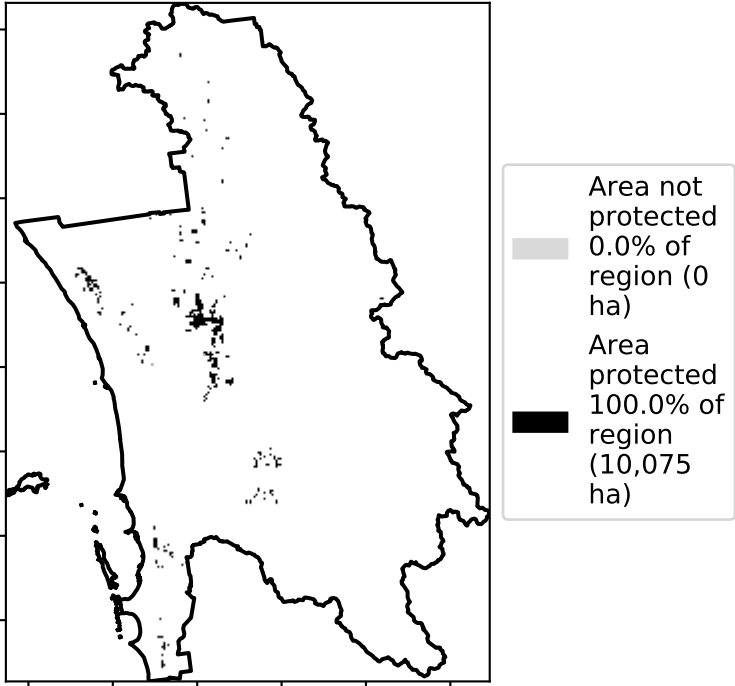 Area not
protected
0.0% of
region (0
ha)
Area
protected
100.0% of
region
(10,075
ha)